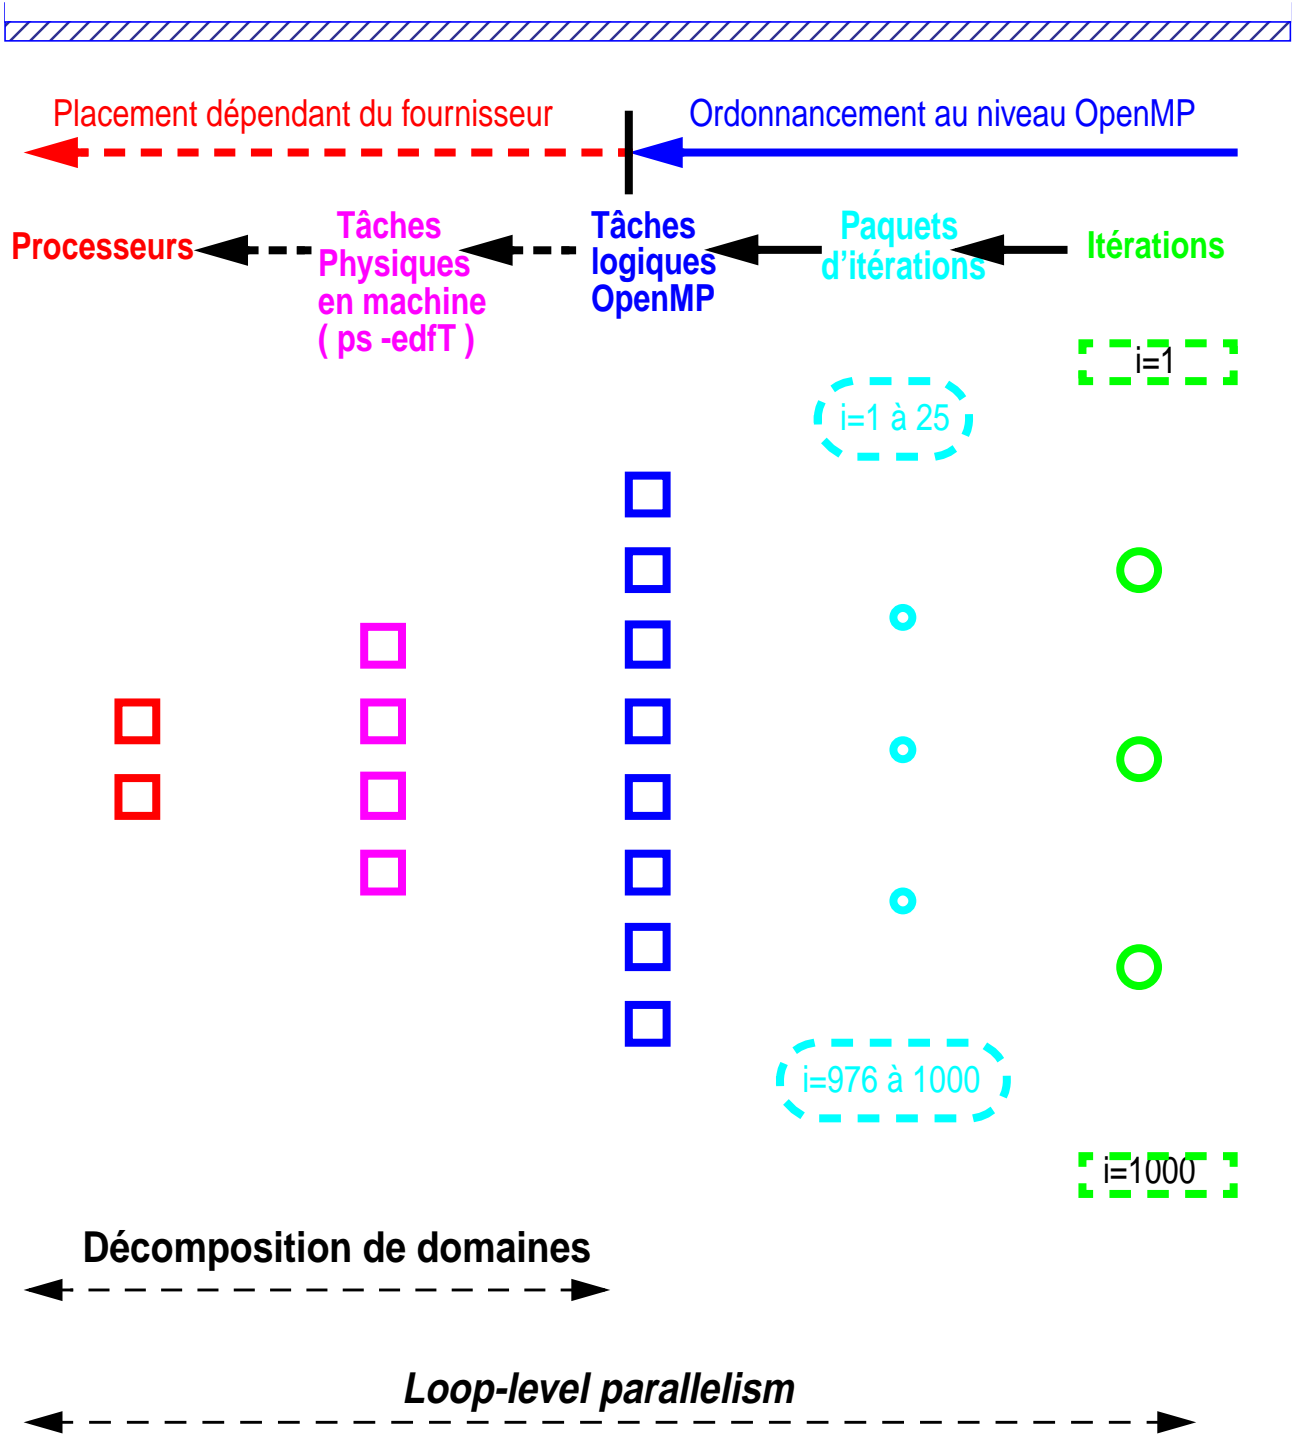 Placement dépendant du fournisseur
Ordonnancement au niveau OpenMP
Processeurs
Tâches
Physiques
en machine
( ps -edfT )
Tâches
logiques
OpenMP
Paquets
d'itérations
Itérations
i=1
i=1 à 25
i=976 à 1000
i=1000
Décomposition de domaines
Loop-level parallelism